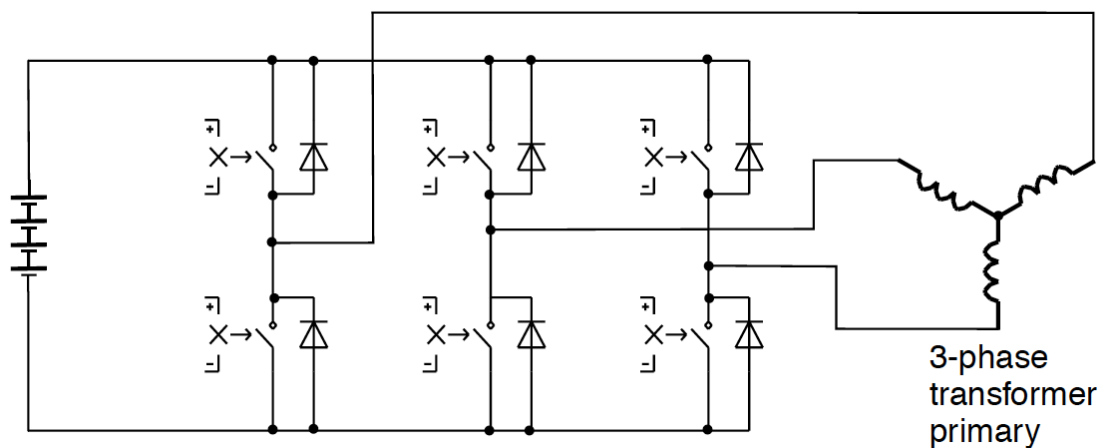 + + +
X X X
- - -
+ + +
X X X
- - -
3-phase
transformer
primary